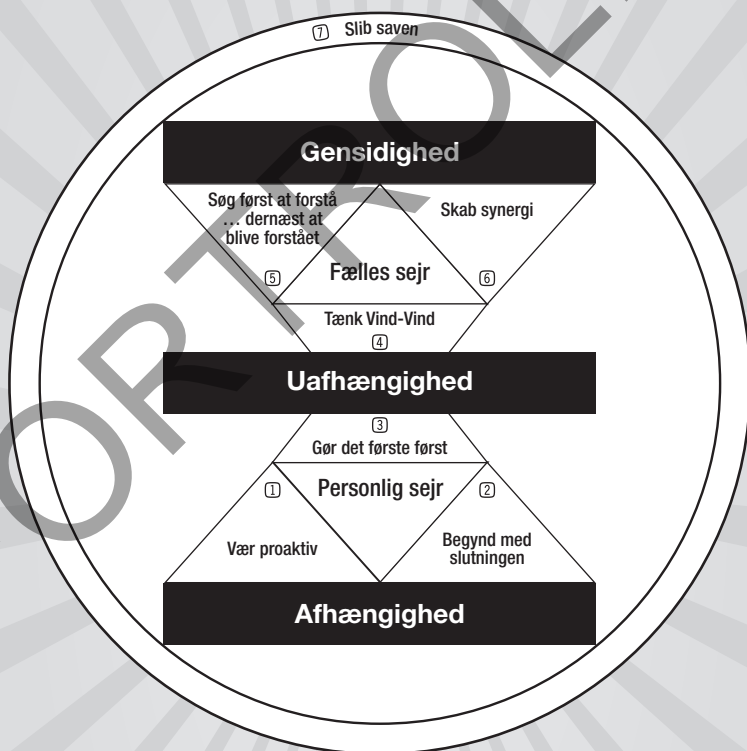 7 Slib saven
Gensidighed
Søg først at forstå
... dernæst at
blive forstået
Skab synergi
5
Fælles sejr
6
Tænk Vind-Vind
4
Uafhængighed
3
Gør det første først
1
Personlig sejr
2
Vær proaktiv
Begynd med
slutningen
Afhængighed
ORTROL